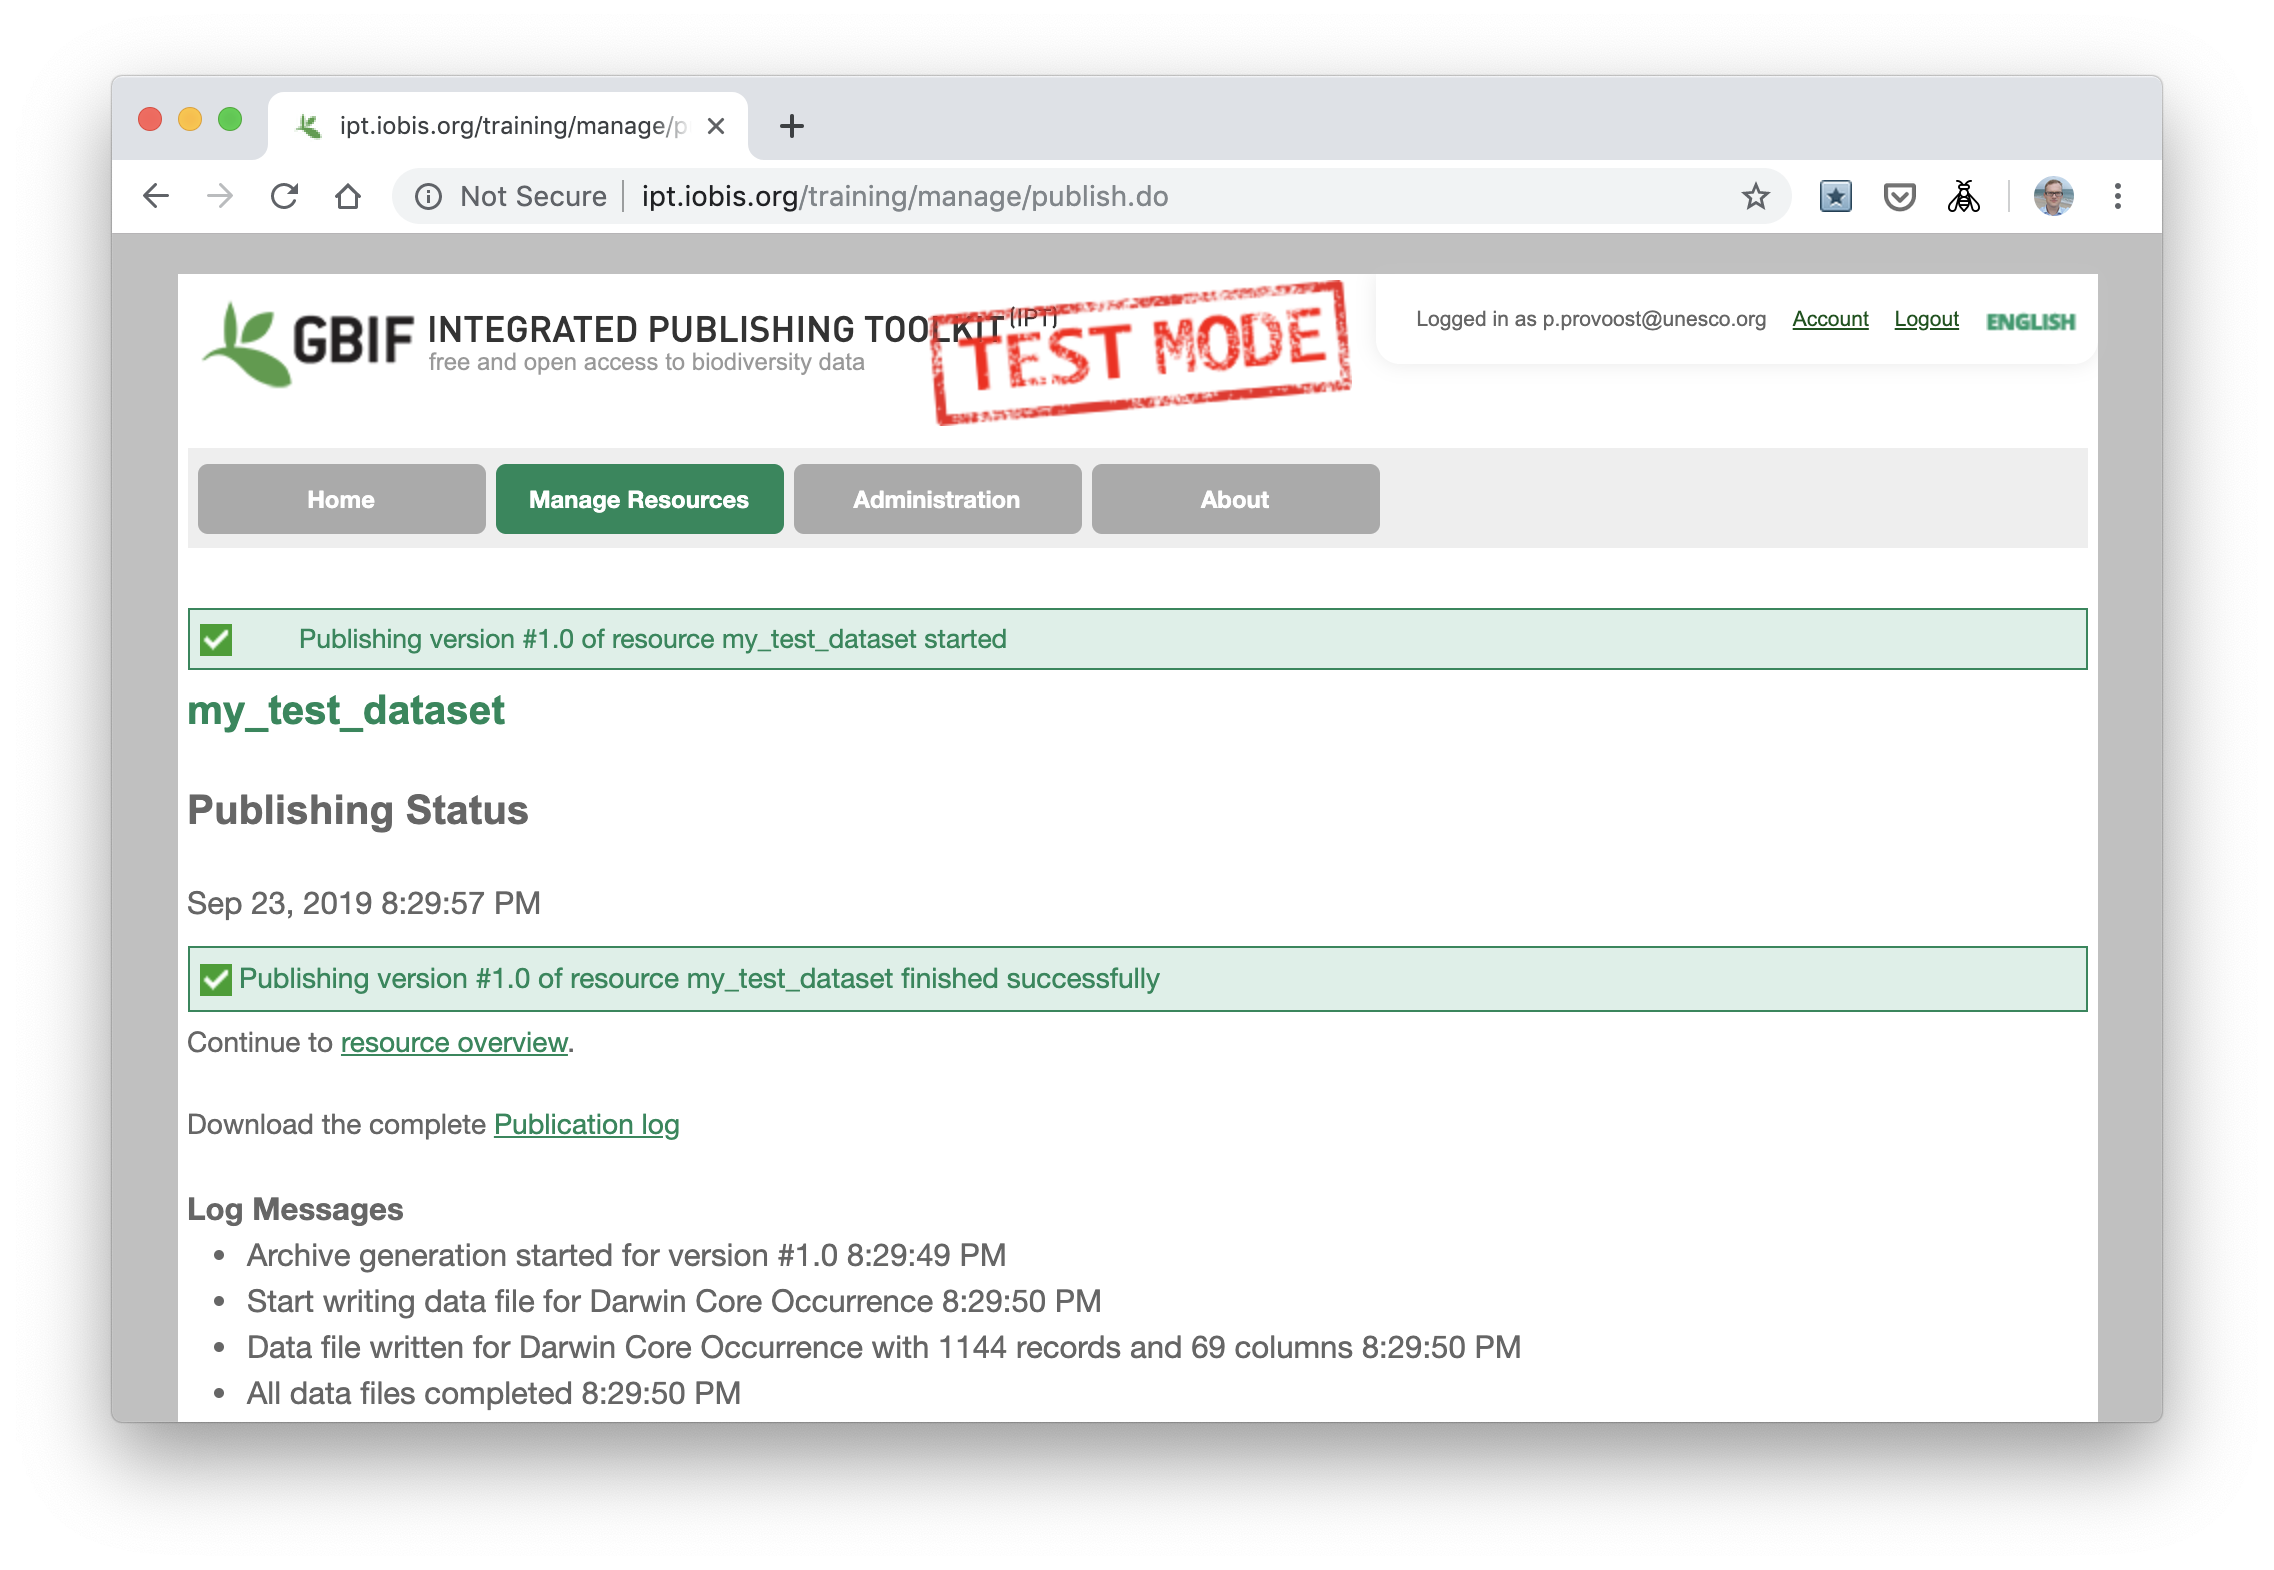 ipt.iobis.org/training/manage/p
Not Secure ipt.iobis.org/training/manage/publish.do
GBIF INTEGRATED PUBLISHING TOOLKIT (IPT)
free and open access to biodiversity data
TEST MODE
Logged in as p.provoost@unesco.org Account Logout ENGLISH
Home Manage Resources Administration About
Publishing version #1.0 of resource my_test_dataset started
my_test_dataset
Publishing Status
Sep 23, 2019 8:29:57 PM
Publishing version #1.0 of resource my_test_dataset finished successfully
Continue to resource overview.
Download the complete Publication log
Log Messages
• Archive generation started for version #1.0 8:29:49 PM
• Start writing data file for Darwin Core Occurrence 8:29:50 PM
• Data file written for Darwin Core Occurrence with 1144 records and 69 columns 8:29:50 PM
• All data files completed 8:29:50 PM